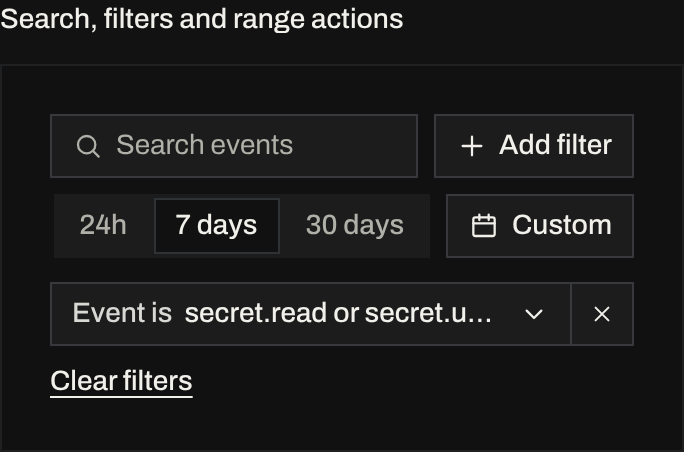 Search, filters and range actions
Search events
Add filter
24h 7 days 30 days Custom
Event is secret.read or secret.u...
Clear filters